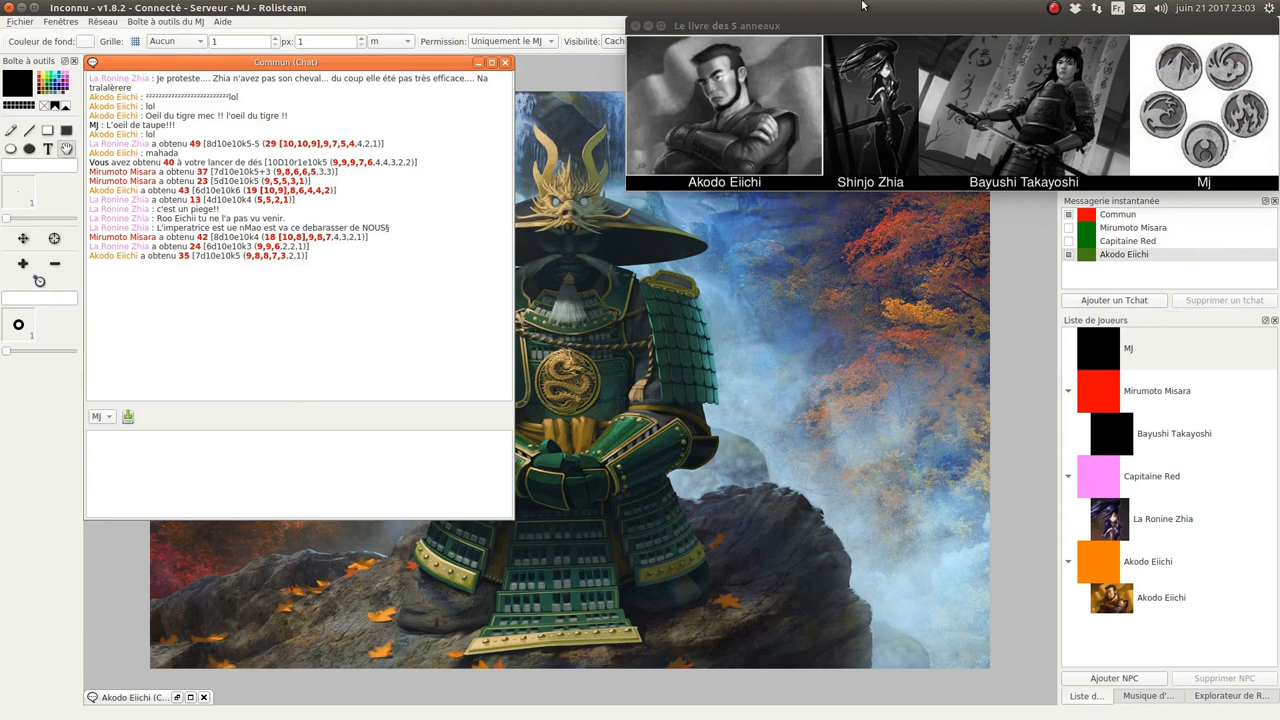 Inconnu - v1.8.2 - Connecté - Serveur - MJ - Rolisteam
Fr
juin 21 2017 23:03
Fichier Fenêtres Réseau Boîte à outils du MJ Aide
Couleur de fond: Grille: Aucun 1 px: 1 m Permission: Uniquement le MJ Visibilité: Cachée
Le livre des 5 anneaux
Akodo Eiichi Shinjo Zhia Bayushi Takayoshi Mj
Boîte à outils
1
1
Commun (Chat)
La Ronine Zhia : Je proteste.... Zhia n'avez pas son cheval... du coup elle été pas très efficace.... Na
tralalèrere
Akodo Eiichi : ²²²²²²²²²²²²²²²²²²²²²²²²²lol
Akodo Eiichi : lol
Akodo Eiichi : Oeil du tigre mec !! l'oeil du tigre !!
MJ : L'oeil de taupe!!!
Akodo Eiichi : lol
La Ronine Zhia a obtenu 49 [8d10e10k5-5 (29 [10,10,9],9,7,5,4,4,2,1)]
Akodo Eiichi : mahada
Vous avez obtenu 40 à votre lancer de dés [10D10r1e10k5 (9,9,9,7,6,4,4,3,2,2)]
Mirumoto Misara a obtenu 37 [7d10e10k5+3 (9,8,6,6,5,3,3)]
Mirumoto Misara a obtenu 23 [5d10e10k5 (9,5,5,3,1)]
Akodo Eiichi a obtenu 43 [6d10e10k6 (19 [10,9],8,6,4,4,2)]
La Ronine Zhia a obtenu 13 [4d10e10k4 (5,5,2,1)]
La Ronine Zhia : c'est un piege!!
La Ronine Zhia : Roo Eichii tu ne l'a pas vu venir.
La Ronine Zhia : L'imperatrice est ue nMao est va ce debarasser de NOUS§
Mirumoto Misara a obtenu 42 [8d10e10k4 (18 [10,8],9,8,7,4,3,2,1)]
La Ronine Zhia a obtenu 24 [6d10e10k3 (9,9,6,2,2,1)]
Akodo Eiichi a obtenu 35 [7d10e10k5 (9,8,8,7,3,2,1)]
MJ
Akodo Eiichi (C...
Messagerie instantanée
Commun
Mirumoto Misara
Capitaine Red
Akodo Eiichi
Ajouter un Tchat Supprimer un tchat
Liste de Joueurs
MJ
Mirumoto Misara
Bayushi Takayoshi
Capitaine Red
La Ronine Zhia
Akodo Eiichi
Akodo Eiichi
Ajouter NPC Supprimer NPC
Liste d... Musique d'... Explorateur de R...